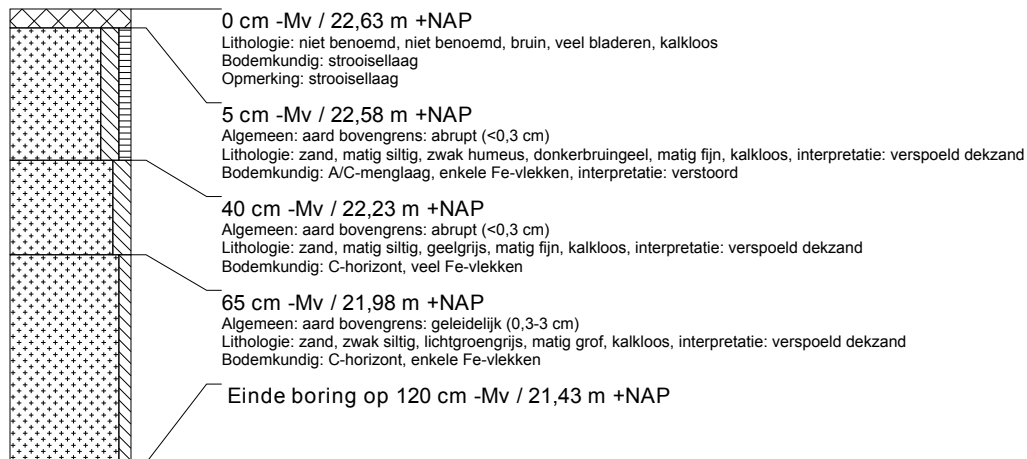 0 cm -Mv / 22,63 m +NAP
Lithologie: niet benoemd, niet benoemd, bruin, veel bladeren, kalkloos
Bodemkundig: strooisellaag
Opmerking: strooisellaag
5 cm -Mv / 22,58 m +NAP
Algemeen: aard bovengrens: abrupt (<0,3 cm)
Lithologie: zand, matig siltig, zwak humeus, donkerbruingeel, matig fijn, kalkloos, interpretatie: verspoeld dekzand
Bodemkundig: A/C-menglaag, enkele Fe-vlekken, interpretatie: verstoord
40 cm -Mv / 22,23 m +NAP
Algemeen: aard bovengrens: abrupt (<0,3 cm)
Lithologie: zand, matig siltig, geelgrijs, matig fijn, kalkloos, interpretatie: verspoeld dekzand
Bodemkundig: C-horizont, veel Fe-vlekken
65 cm -Mv / 21,98 m +NAP
Algemeen: aard bovengrens: geleidelijk (0,3-3 cm)
Lithologie: zand, zwak siltig, lichtgroengrijs, matig grof, kalkloos, interpretatie: verspoeld dekzand
Bodemkundig: C-horizont, enkele Fe-vlekken
Einde boring op 120 cm -Mv / 21,43 m +NAP